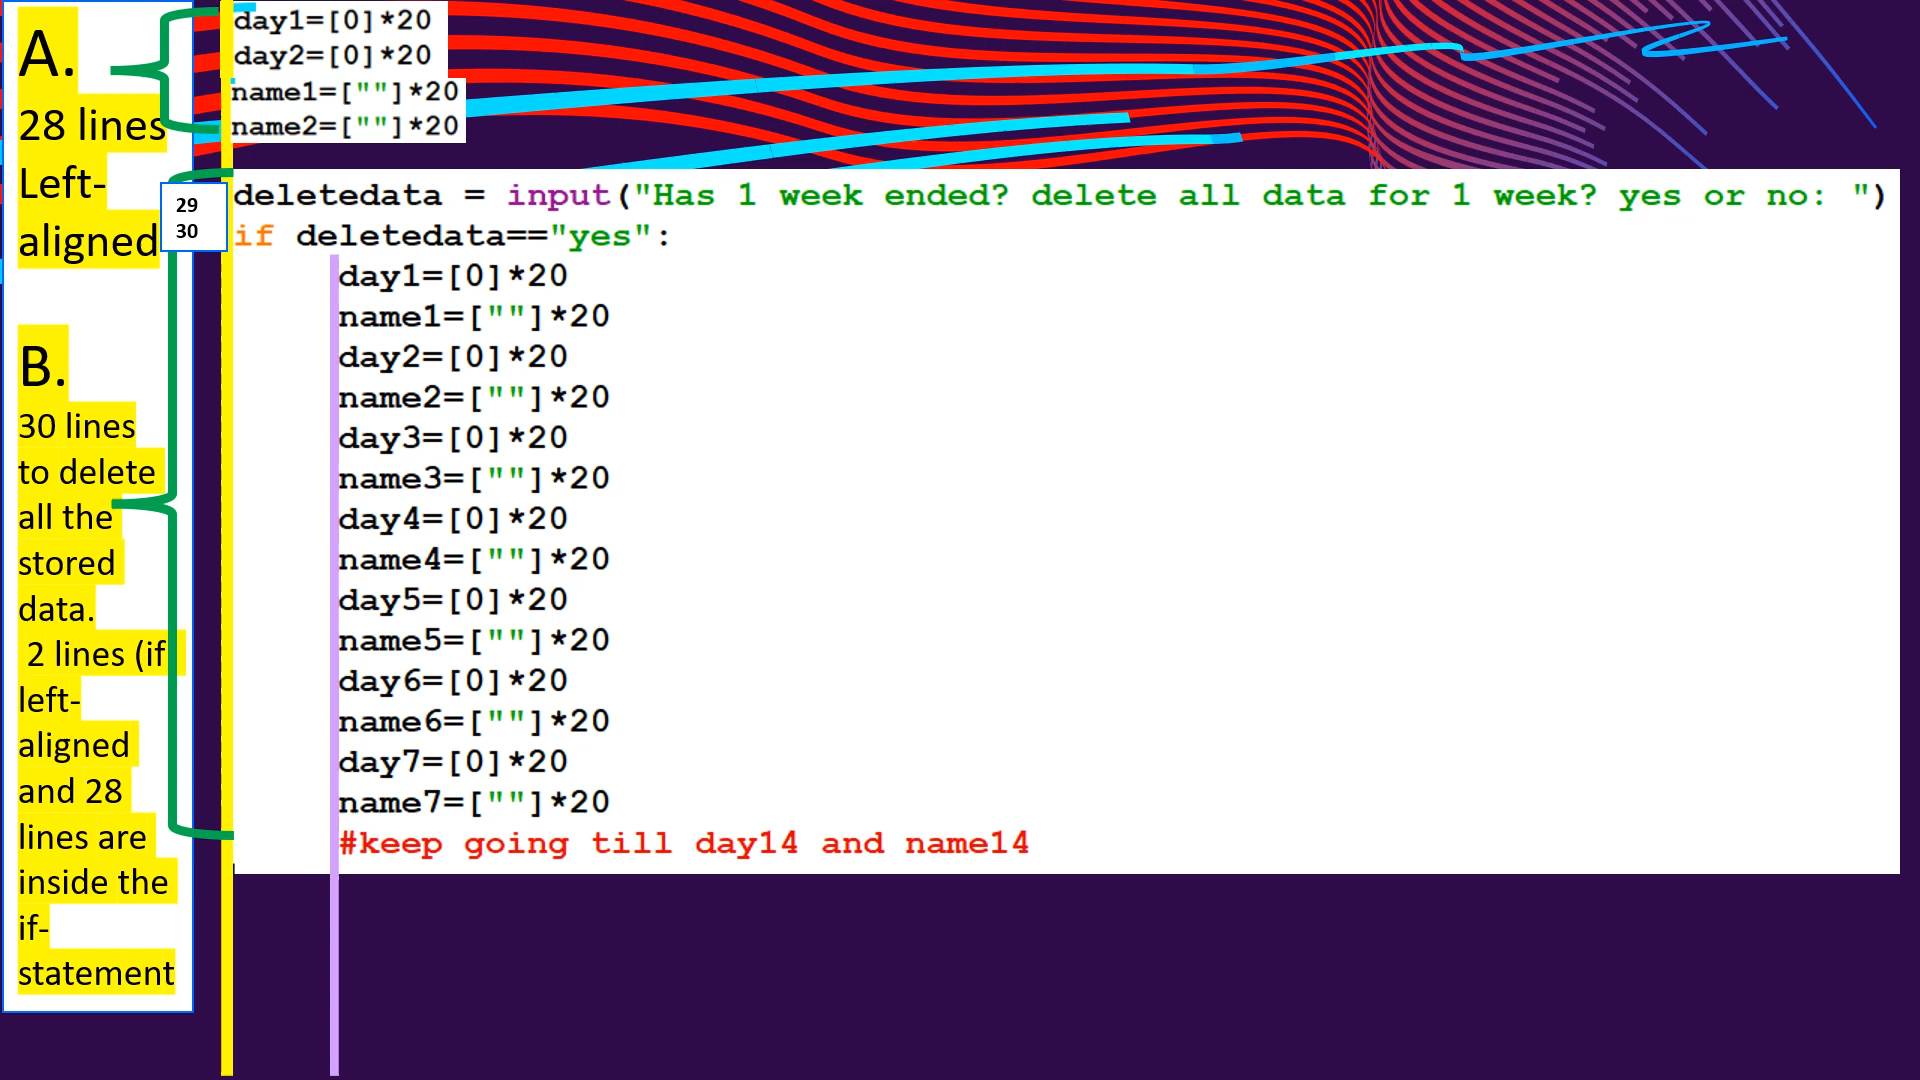 A.
28 lines
Left-
aligned
B.
30 lines
to delete
all the
stored
data.
2 lines (if
left-
aligned
and 28
lines are
inside the
if-
statement
day1=[0]*20
day2=[0]*20
name1=[""]*20
name2=[""]*20
29
30
deletedata = input("Has 1 week ended? delete all data for 1 week? yes or no: ")
if deletedata=="yes":
day1=[0]*20
name1=[""]*20
day2=[0]*20
name2=[""]*20
day3=[0]*20
name3=[""]*20
day4=[0]*20
name4=[""]*20
day5=[0]*20
name5=[""]*20
day6=[0]*20
name6=[""]*20
day7=[0]*20
name7=[""]*20
#keep going till day14 and name14